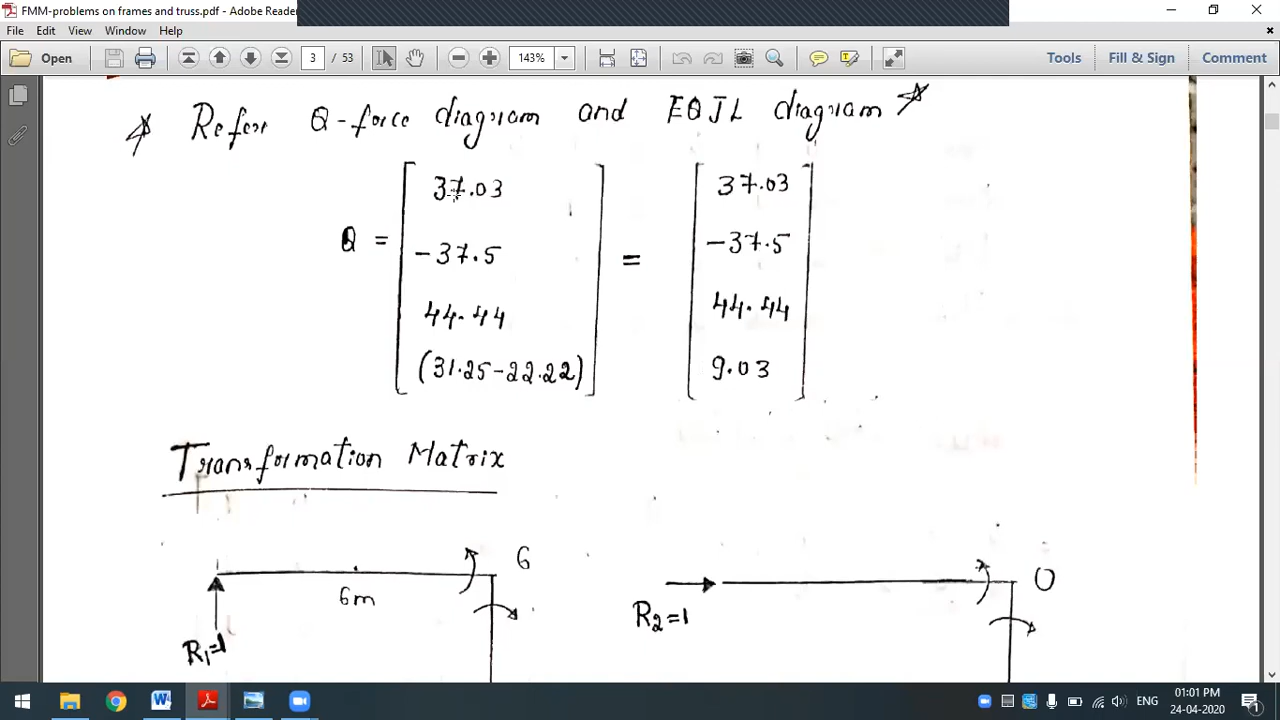 FMM-problems on frames and truss.pdf - Adobe Reader
File Edit View Window Help
Open 3 / 53 143% Tools Fill & Sign Comment
Refer Q-force diagram and EQJL diagram
Q = [ 37.03 ] = [ 37.03 ]
-37.5 -37.5
44.44 44.44
(31.25-22.22) 9.03
Transformation Matrix
6 0
6m
R1=1 R2=1
ENG 01:01 PM
24-04-2020